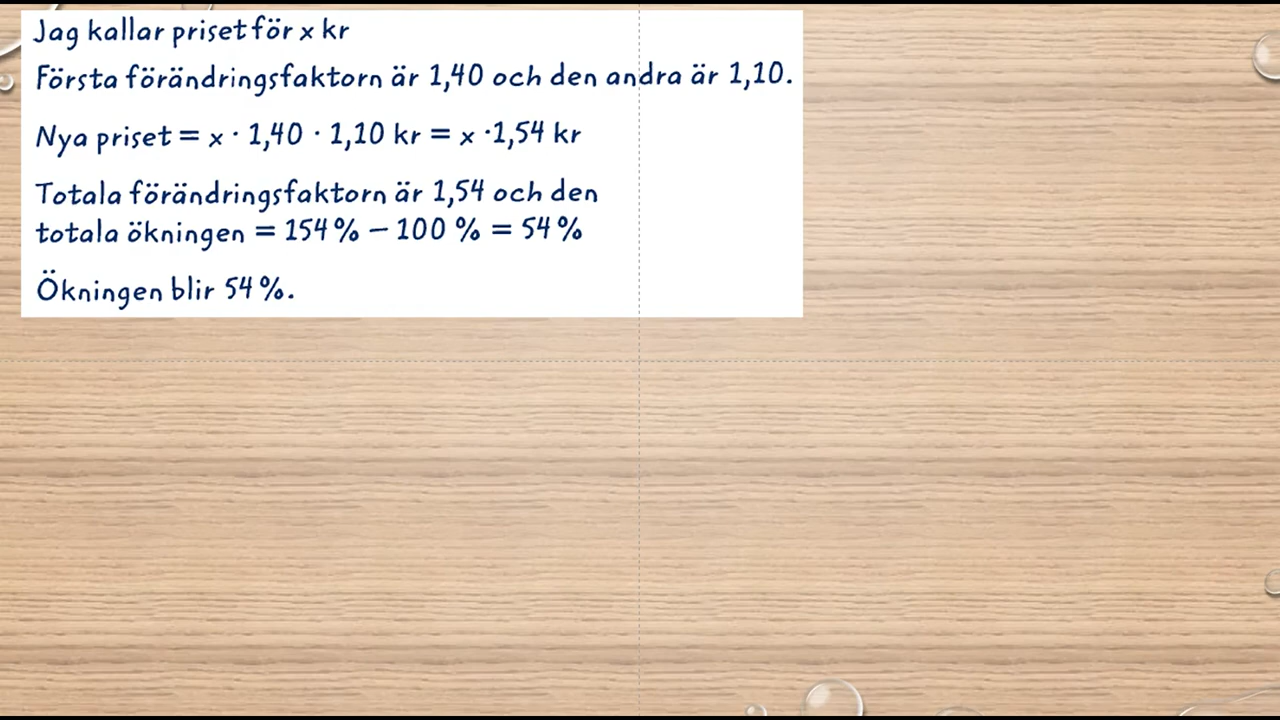 Jag kallar priset för x kr
Första förändringsfaktorn är 1,40 och den andra är 1,10.
Nya priset = x · 1,40 · 1,10 kr = x ·1,54 kr
Totala förändringsfaktorn är 1,54 och den
totala ökningen = 154 % – 100 % = 54 %
Ökningen blir 54 %.